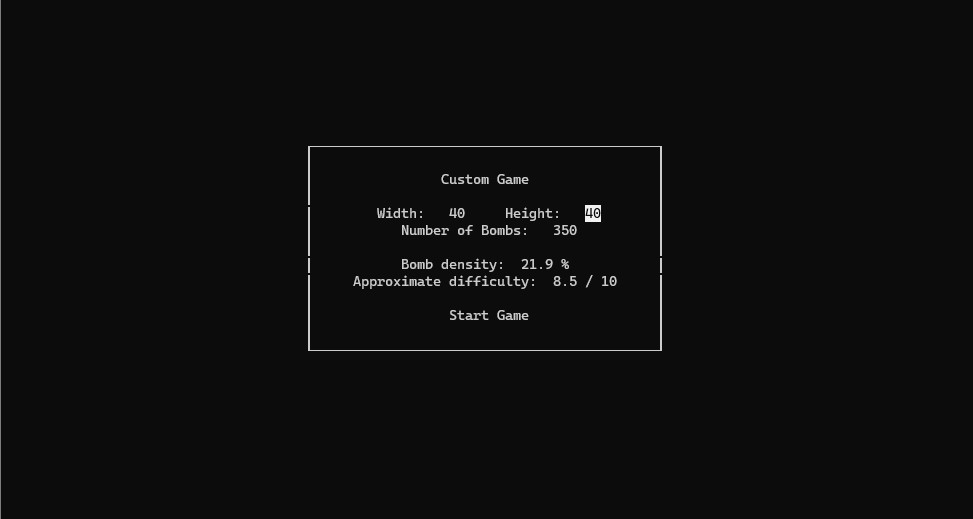 Custom Game
Width: 40 Height: 40
Number of Bombs: 350
Bomb density: 21.9 %
Approximate difficulty: 8.5 / 10
Start Game